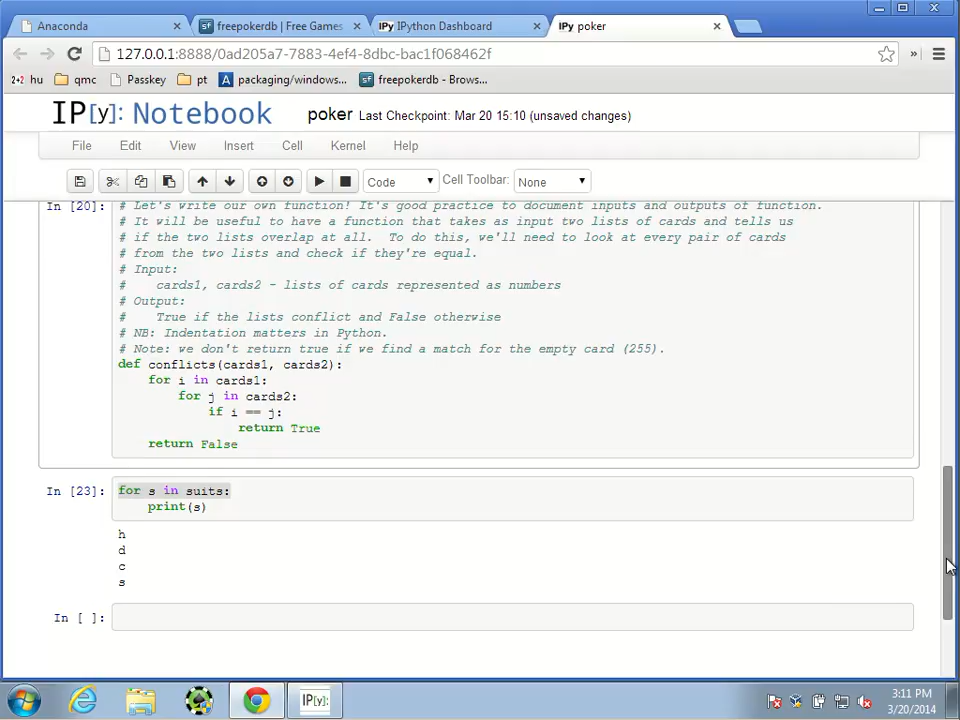 Anaconda
freepokerdb | Free Games
IPy IPython Dashboard
IPy poker
127.0.0.1:8888/0ad205a7-7883-4ef4-8dbc-bac1f068462f
2+2 hu
qmc
Passkey
pt
packaging/windows...
freepokerdb - Brows...
IP[y]: Notebook
poker Last Checkpoint: Mar 20 15:10 (unsaved changes)
File Edit View Insert Cell Kernel Help
Code
Cell Toolbar: None
In [20]:
# Let's write our own function! It's good practice to document inputs and outputs of function.
# It will be useful to have a function that takes as input two lists of cards and tells us
# if the two lists overlap at all. To do this, we'll need to look at every pair of cards
# from the two lists and check if they're equal.
# Input:
# cards1, cards2 - lists of cards represented as numbers
# Output:
# True if the lists conflict and False otherwise
# NB: Indentation matters in Python.
# Note: we don't return true if we find a match for the empty card (255).
def conflicts(cards1, cards2):
for i in cards1:
for j in cards2:
if i == j:
return True
return False
In [23]:
for s in suits:
print(s)
h
d
c
s
In [ ]:
IP[y]:
3:11 PM
3/20/2014